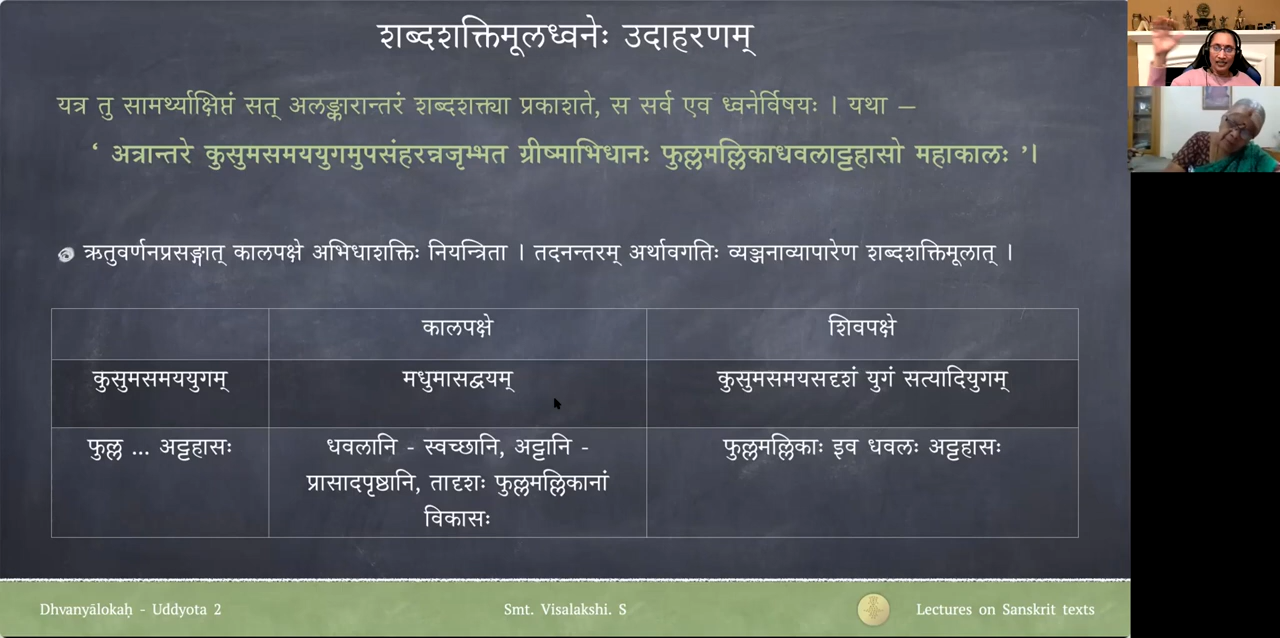 शब्दशक्तिमूलध्वनेः उदाहरणम्
यत्र तु सामर्थ्याक्षिप्तं सत् अलङ्कारान्तरं शब्दशक्त्या प्रकाशते, स सर्व एव ध्वनेर्विषयः । यथा –
‘ अत्रान्तरे कुसुमसमययुगमुपसंहरन्नजृम्भत ग्रीष्माभिधानः फुल्लमल्लिकाधवलाट्टहासो महाकालः ’।
ऋतुवर्णनप्रसङ्गात् कालपक्षे अभिधाशक्तिः नियन्त्रिता । तदनन्तरम् अर्थावगतिः व्यञ्जनाव्यापारेण शब्दशक्तिमूलात् ।
कालपक्षे शिवपक्षे
कुसुमसमययुगम् मधुमासद्वयम् कुसुमसमयसदृशं युगं सत्यादियुगम्
फुल्ल ... अट्टहासः धवलानि - स्वच्छानि, अट्टानि - फुल्लमल्लिकाः इव धवलः अट्टहासः
प्रासादपृष्ठानि, तादृशः फुल्लमल्लिकानां
विकासः
Dhvanyālokaḥ - Uddyota 2 Smt. Visalakshi. S Lectures on Sanskrit texts